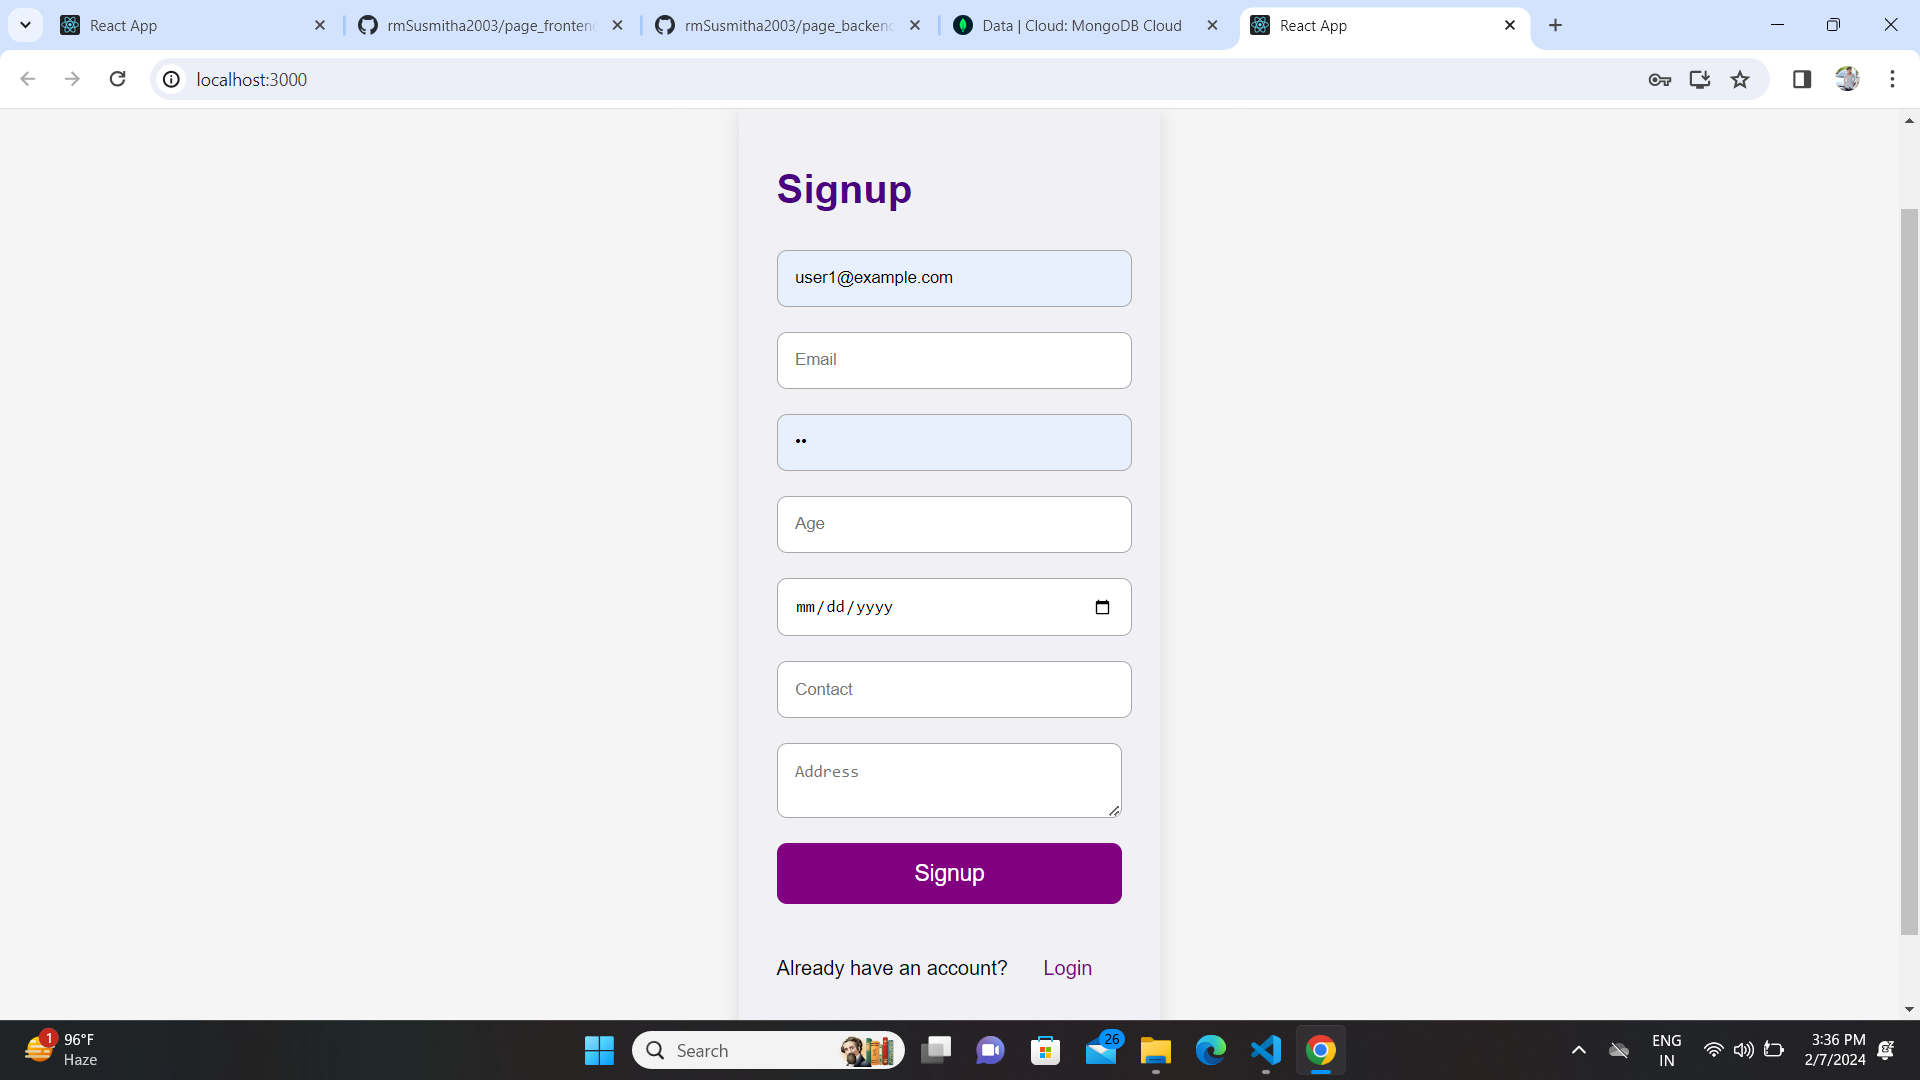 React App
rmSusmitha2003/page_fronten
rmSusmitha2003/page_backen
Data | Cloud: MongoDB Cloud
React App
localhost:3000
Signup
user1@example.com
Email
••
Age
mm/dd/yyyy
Contact
Address
Signup
Already have an account? Login
1
96°F
Haze
Search
26
ENG
IN
3:36 PM
2/7/2024